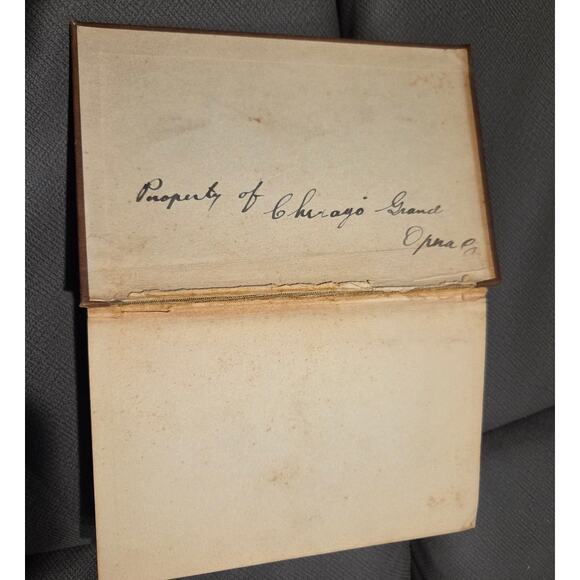 Property of Chicago Grand
Opera Co